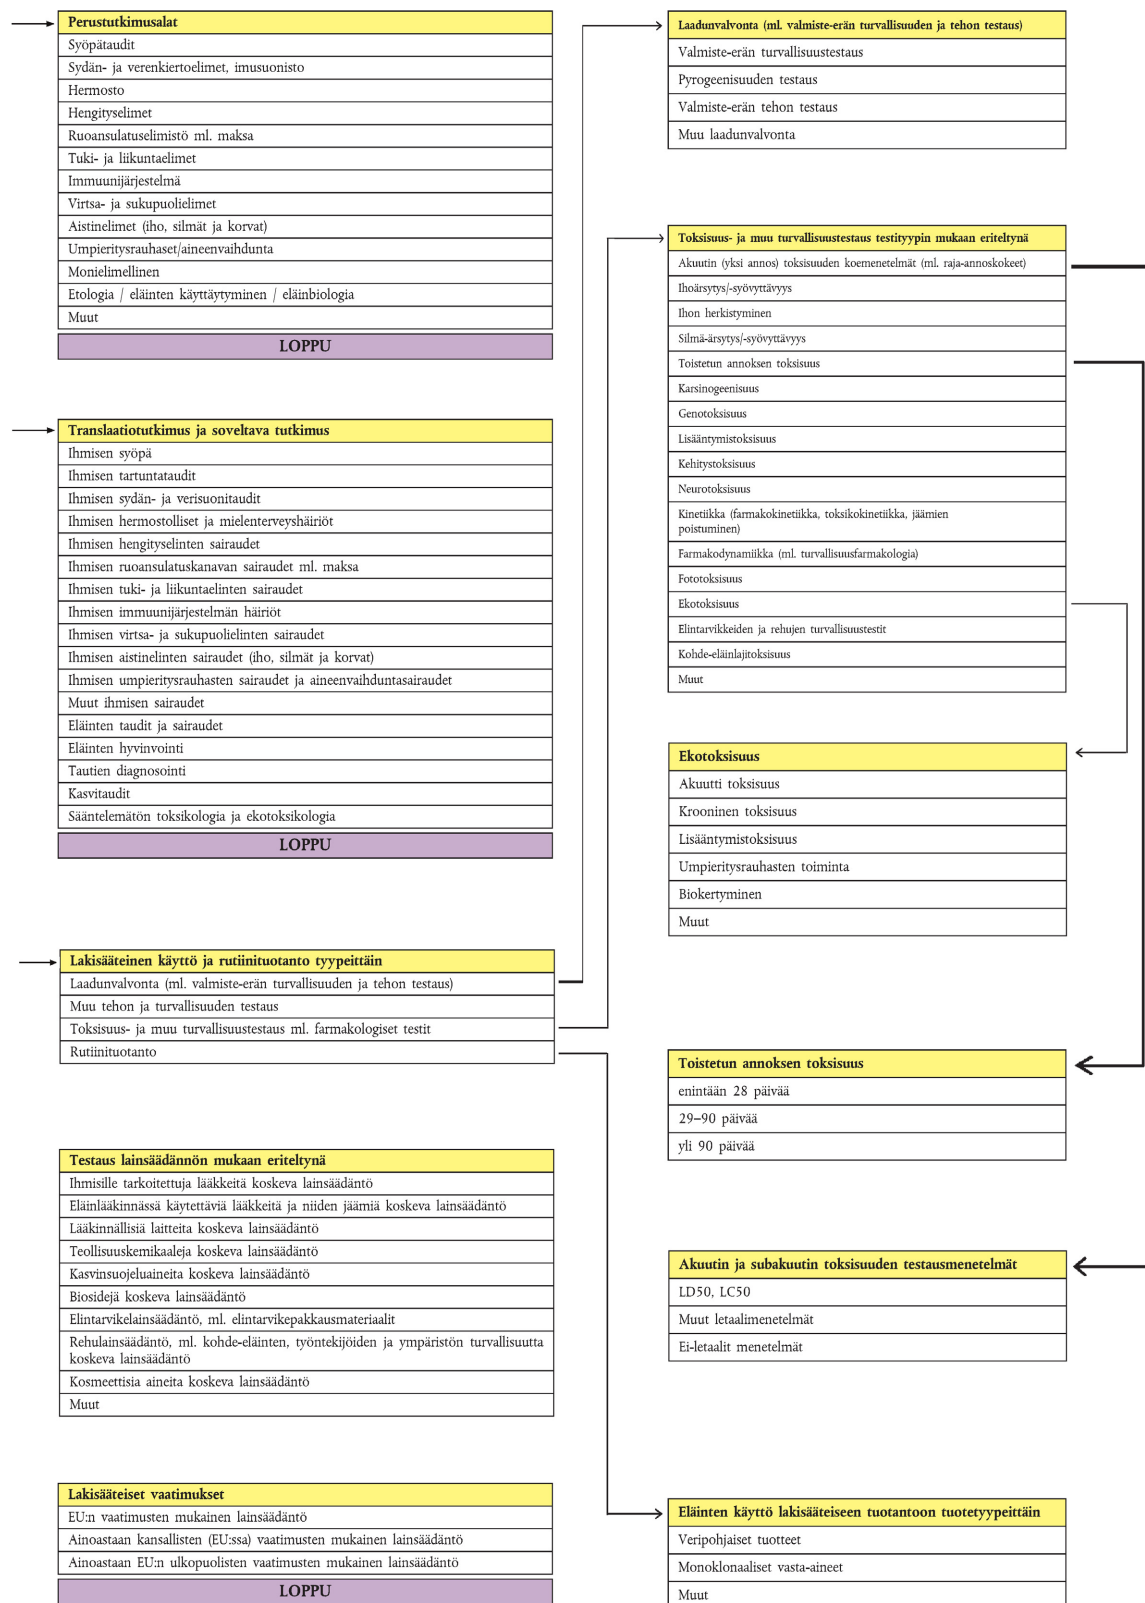 Perustutkimusalat
Syöpätaudit
Sydän- ja verenkiertoelimet, imusuonisto
Hermosto
Hengityselimet
Ruoansulatuselimistö ml. maksa
Tuki- ja liikuntaelimet
Immuunijärjestelmä
Virtsa- ja sukupuolielimet
Aistinelimet (iho, silmät ja korvat)
Umpieritysrauhaset/aineenvaihdunta
Monielimellinen
Etologia / eläinten käyttäytyminen / eläinbiologia
Muut
LOPPU
Translaatiotutkimus ja soveltava tutkimus
Ihmisen syöpä
Ihmisen tartuntataudit
Ihmisen sydän- ja verisuonitaudit
Ihmisen hermostolliset ja mielenterveyshäiriöt
Ihmisen hengityselinten sairaudet
Ihmisen ruoansulatuskanavan sairaudet ml. maksa
Ihmisen tuki- ja liikuntaelinten sairaudet
Ihmisen immuunijärjestelmän häiriöt
Ihmisen virtsa- ja sukupuolielinten sairaudet
Ihmisen aistinelinten sairaudet (iho, silmät ja korvat)
Ihmisen umpieritysrauhasten sairaudet ja aineenvaihduntasairaudet
Muut ihmisen sairaudet
Eläinten taudit ja sairaudet
Eläinten hyvinvointi
Tautien diagnosointi
Kasvitaudit
Sääntelemätön toksikologia ja ekotoksikologia
LOPPU
Lakisääteinen käyttö ja rutiinituotanto tyypeittäin
Laadunvalvonta (ml. valmiste-erän turvallisuuden ja tehon testaus)
Muu tehon ja turvallisuuden testaus
Toksisuus- ja muu turvallisuustestaus ml. farmakologiset testit
Rutiinituotanto
Testaus lainsäädännön mukaan eriteltynä
Ihmisille tarkoitettuja lääkkeitä koskeva lainsäädäntö
Eläinlääkinnässä käytettäviä lääkkeitä ja niiden jäämiä koskeva lainsäädäntö
Lääkinnällisiä laitteita koskeva lainsäädäntö
Teollisuuskemikaaleja koskeva lainsäädäntö
Kasvinsuojeluaineita koskeva lainsäädäntö
Biosidejä koskeva lainsäädäntö
Elintarvikelainsäädäntö, ml. elintarvikepakkausmateriaalit
Rehulainsäädäntö, ml. kohde-eläinten, työntekijöiden ja ympäristön turvallisuutta
koskeva lainsäädäntö
Kosmeettisia aineita koskeva lainsäädäntö
Muut
Lakisääteiset vaatimukset
EU:n vaatimusten mukainen lainsäädäntö
Ainoastaan kansallisten (EU:ssa) vaatimusten mukainen lainsäädäntö
Ainoastaan EU:n ulkopuolisten vaatimusten mukainen lainsäädäntö
LOPPU
Laadunvalvonta (ml. valmiste-erän turvallisuuden ja tehon testaus)
Valmiste-erän turvallisuustestaus
Pyrogeenisuuden testaus
Valmiste-erän tehon testaus
Muu laadunvalvonta
Toksisuus- ja muu turvallisuustestaus testityypin mukaan eriteltynä
Akuutin (yksi annos) toksisuuden koemenetelmät (ml. raja-annoskokeet)
Ihoärsytys/-syövyttävyys
Ihon herkistyminen
Silmä-ärsytys/-syövyttävyys
Toistetun annoksen toksisuus
Karsinogeenisuus
Genotoksisuus
Lisääntymistoksisuus
Kehitystoksisuus
Neurotoksisuus
Kinetiikka (farmakokinetiikka, toksikokinetiikka, jäämien
poistuminen)
Farmakodynamiikka (ml. turvallisuusfarmakologia)
Fototoksisuus
Ekotoksisuus
Elintarvikkeiden ja rehujen turvallisuustestit
Kohde-eläinlajitoksisuus
Muut
Ekotoksisuus
Akuutti toksisuus
Krooninen toksisuus
Lisääntymistoksisuus
Umpieritysrauhasten toiminta
Biokertyminen
Muut
Toistetun annoksen toksisuus
enintään 28 päivää
29–90 päivää
yli 90 päivää
Akuutin ja subakuutin toksisuuden testausmenetelmät
LD50, LC50
Muut letaalimenetelmät
Ei-letaalit menetelmät
Eläinten käyttö lakisääteiseen tuotantoon tuotetyypeittäin
Veripohjaiset tuotteet
Monoklonaaliset vasta-aineet
Muut